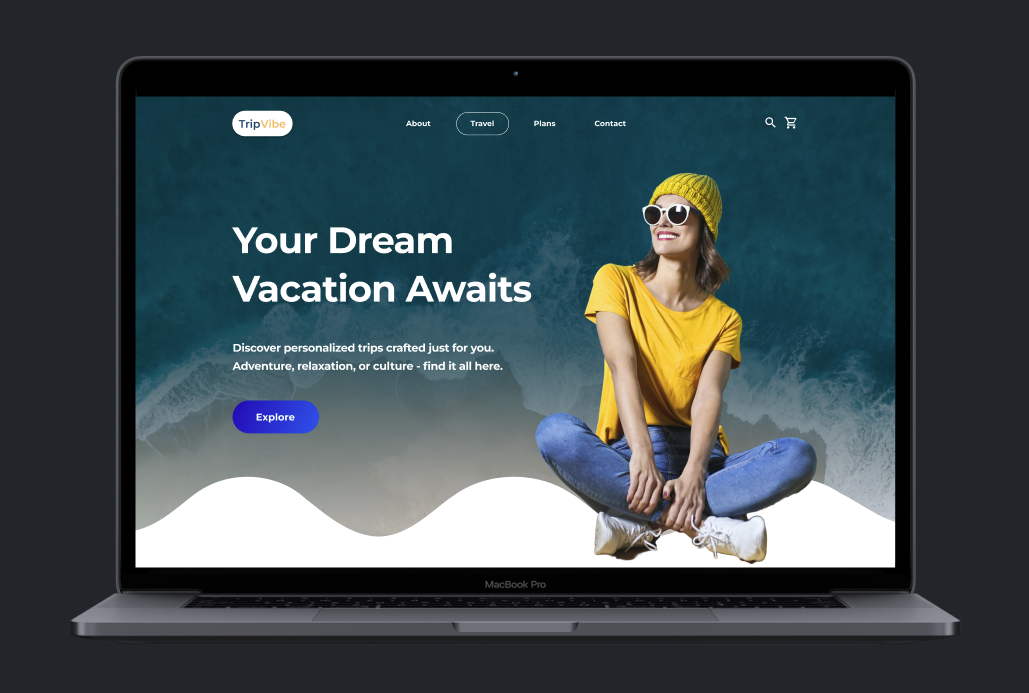 TripVibe
About
Travel
Plans
Contact
Your Dream
Vacation Awaits
Discover personalized trips crafted just for you.
Adventure, relaxation, or culture - find it all here.
Explore
MacBook Pro